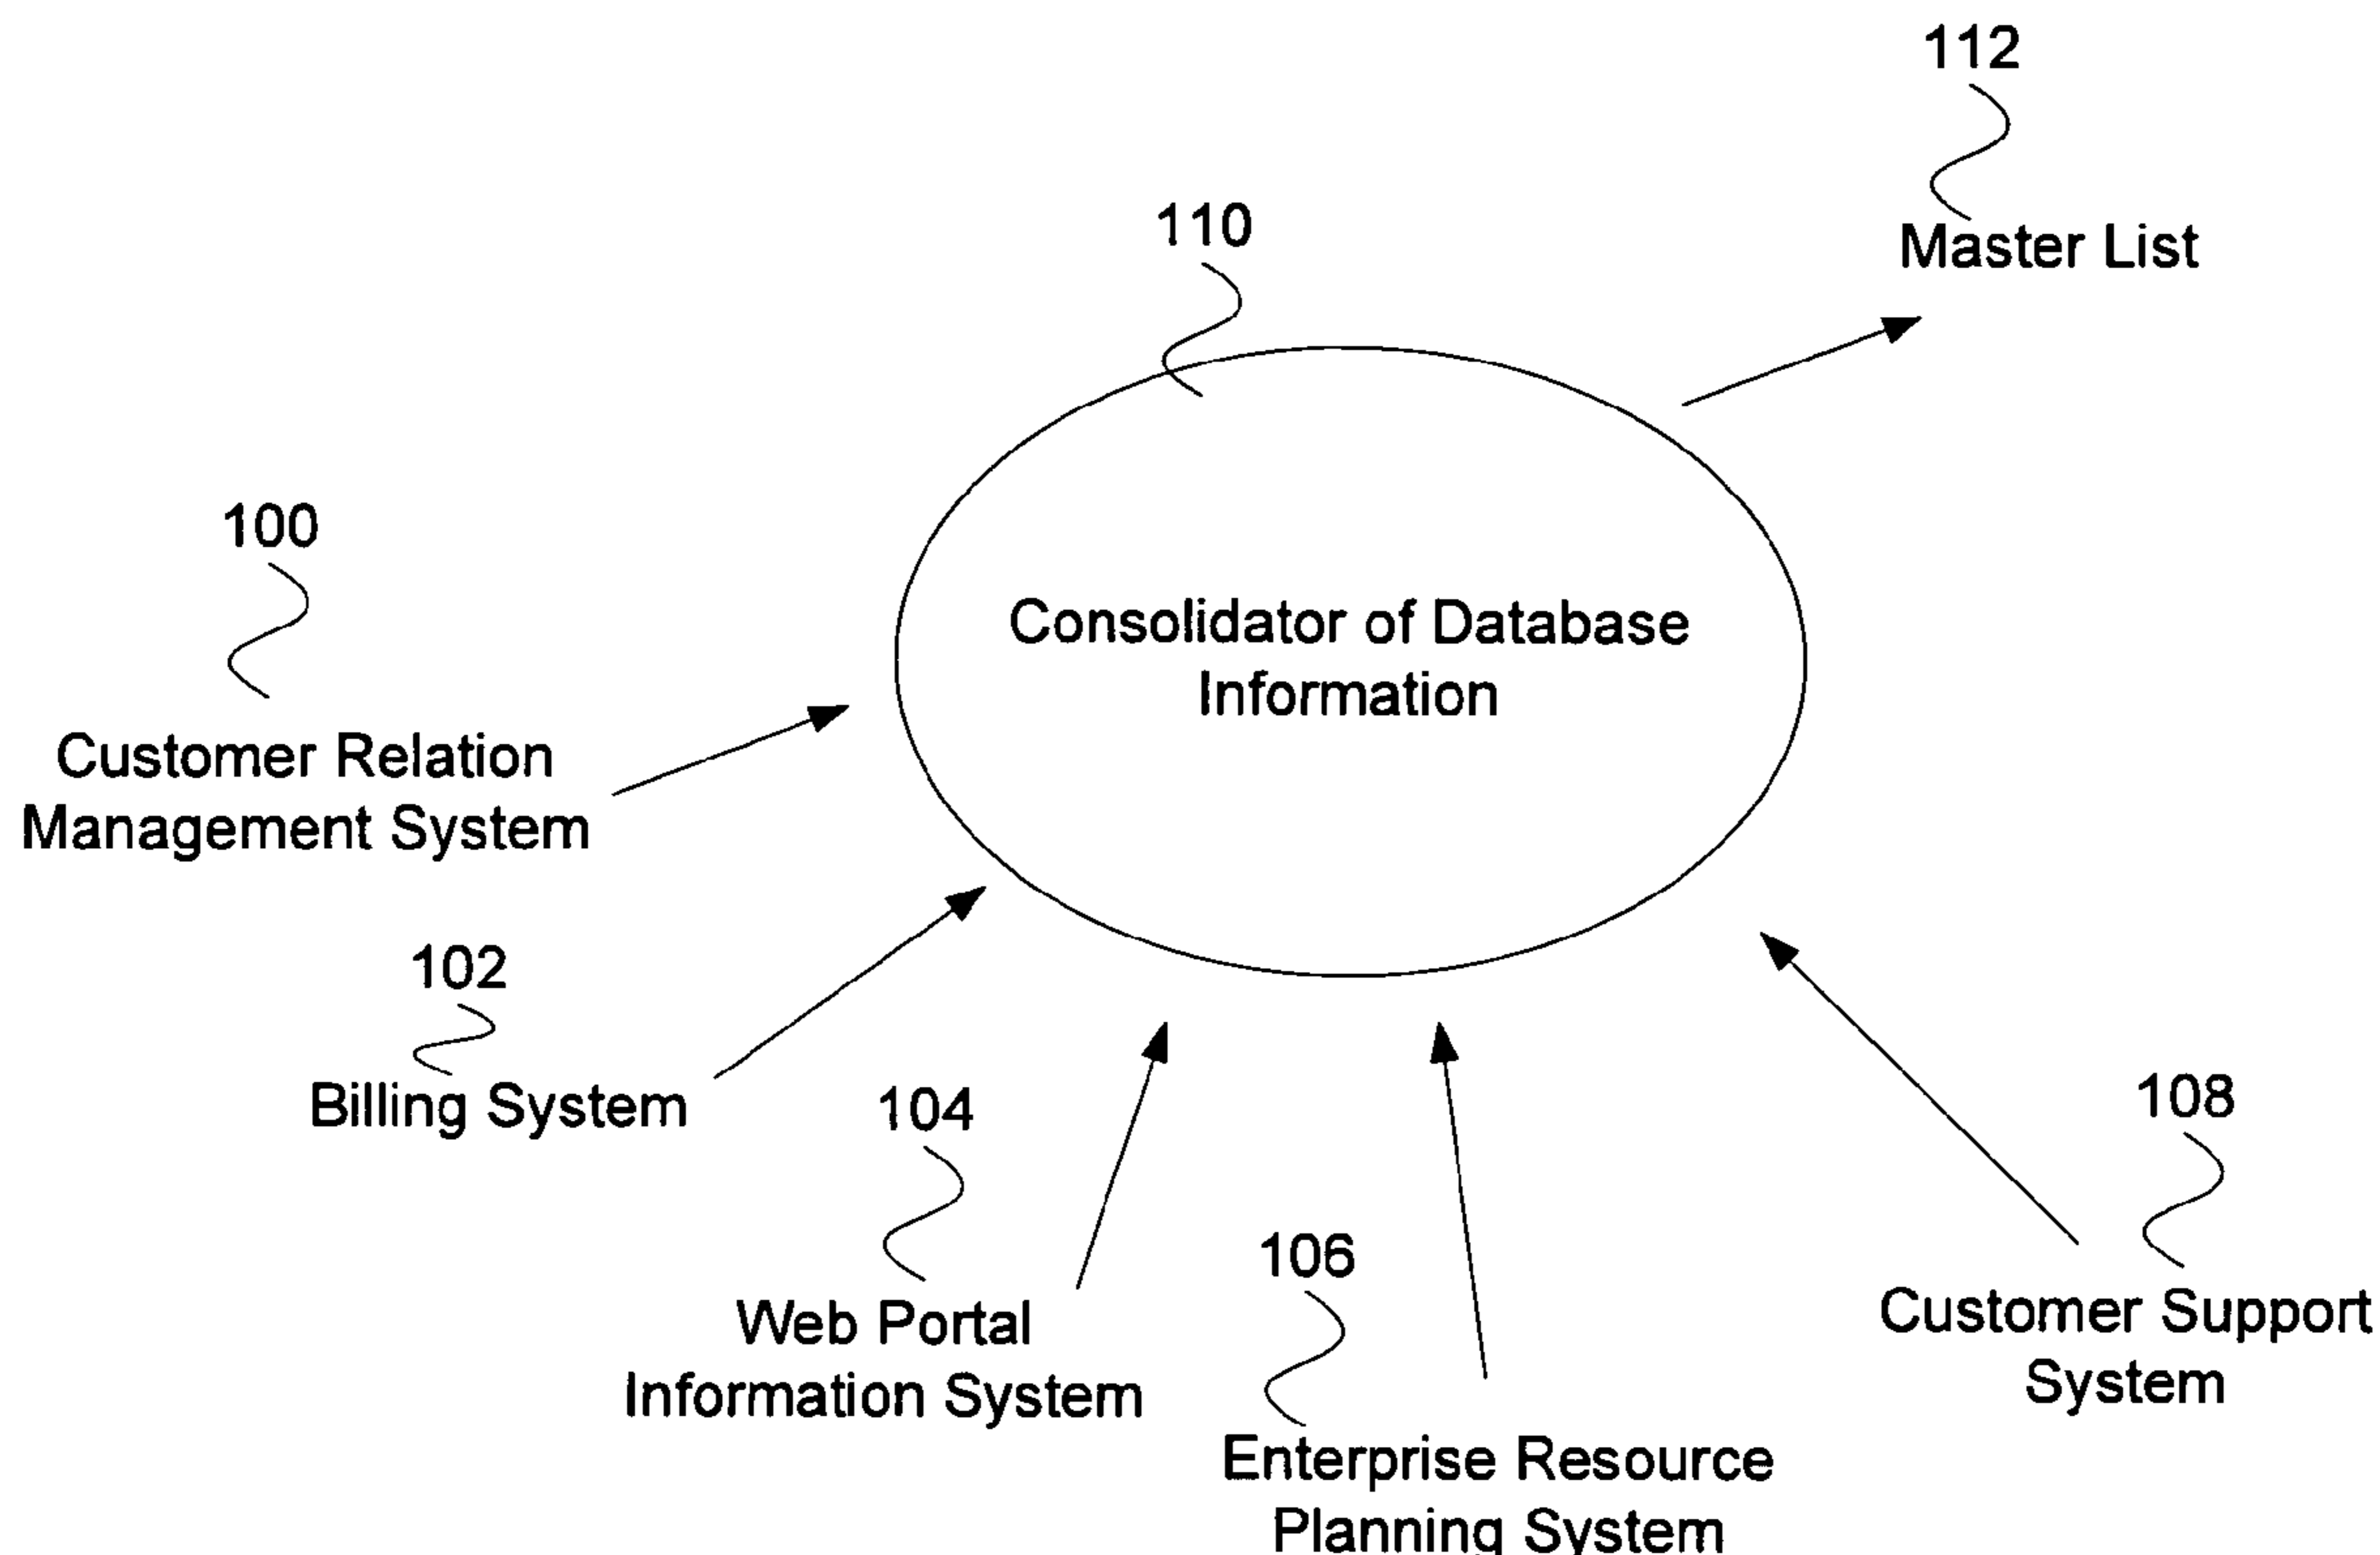 112
Master List
110
Consolidator of Database
Information
100
Customer Relation
Management System
102
Billing System
104
Web Portal
Information System
106
Enterprise Resource
Planning System
108
Customer Support
System